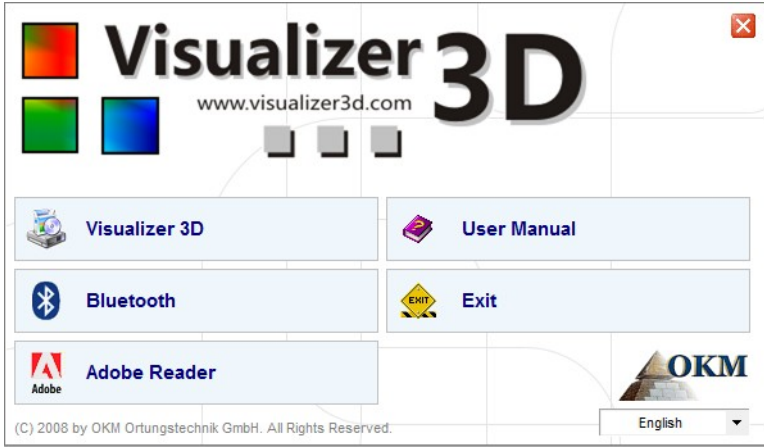 Visualizer 3D
www.visualizer3d.com
Visualizer 3D
User Manual
Bluetooth
EXIT
Exit
Adobe
Adobe Reader
OKM
(C) 2008 by OKM Ortungstechnik GmbH. All Rights Reserved.
English